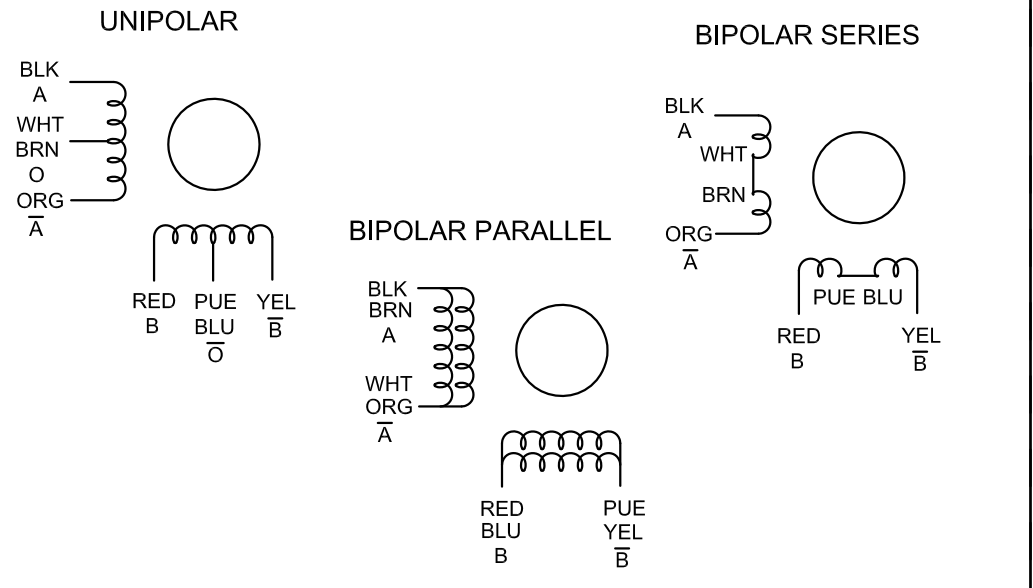 UNIPOLAR
BLK
A
WHT
BRN
O
ORG
A̅
RED
B
PUE
BLU
O̅
YEL
B̅
BIPOLAR PARALLEL
BLK
BRN
A
WHT
ORG
A̅
RED
BLU
B
PUE
YEL
B̅
BIPOLAR SERIES
BLK
A
WHT
BRN
ORG
A̅
PUE BLU
RED
B
YEL
B̅